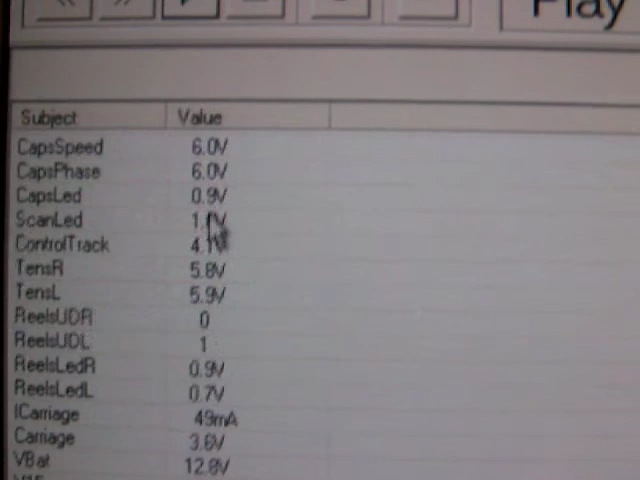 Play
Subject Value
CapsSpeed 6.0V
CapsPhase 6.0V
CapsLed 0.9V
ScanLed
ControlTrack
TensR 5.8V
TensL 5.9V
ReelsUDR 0
ReelsUDL 1
ReelsLedR 0.9V
ReelsLedL 0.7V
ICarriage 49mA
Carriage 3.6V
VBat 12.8V